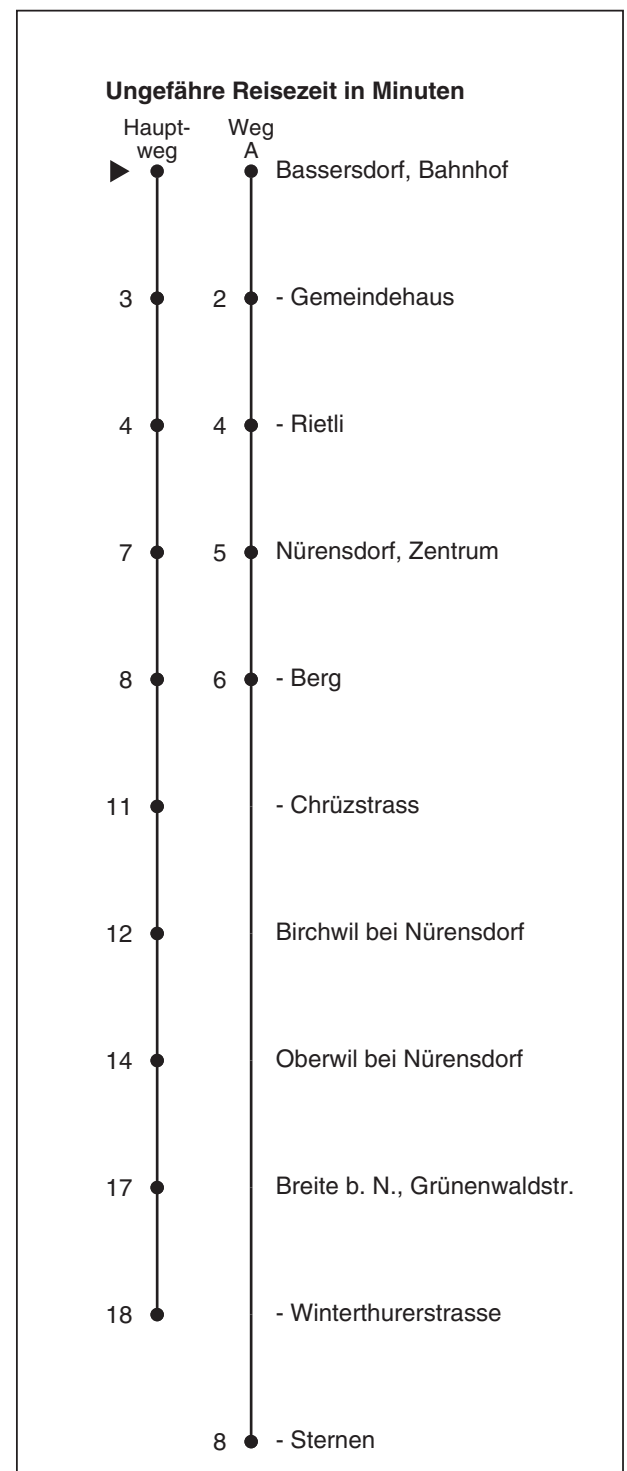 Ungefähre Reisezeit in Minuten
Haupt- Weg
weg A
Bassersdorf, Bahnhof
3 2 - Gemeindehaus
4 4 - Rietli
7 5 Nürensdorf, Zentrum
8 6 - Berg
11 - Chrüzstrass
12 Birchwil bei Nürensdorf
14 Oberwil bei Nürensdorf
17 Breite b. N., Grünenwaldstr.
18 - Winterthurerstrasse
8 - Sternen